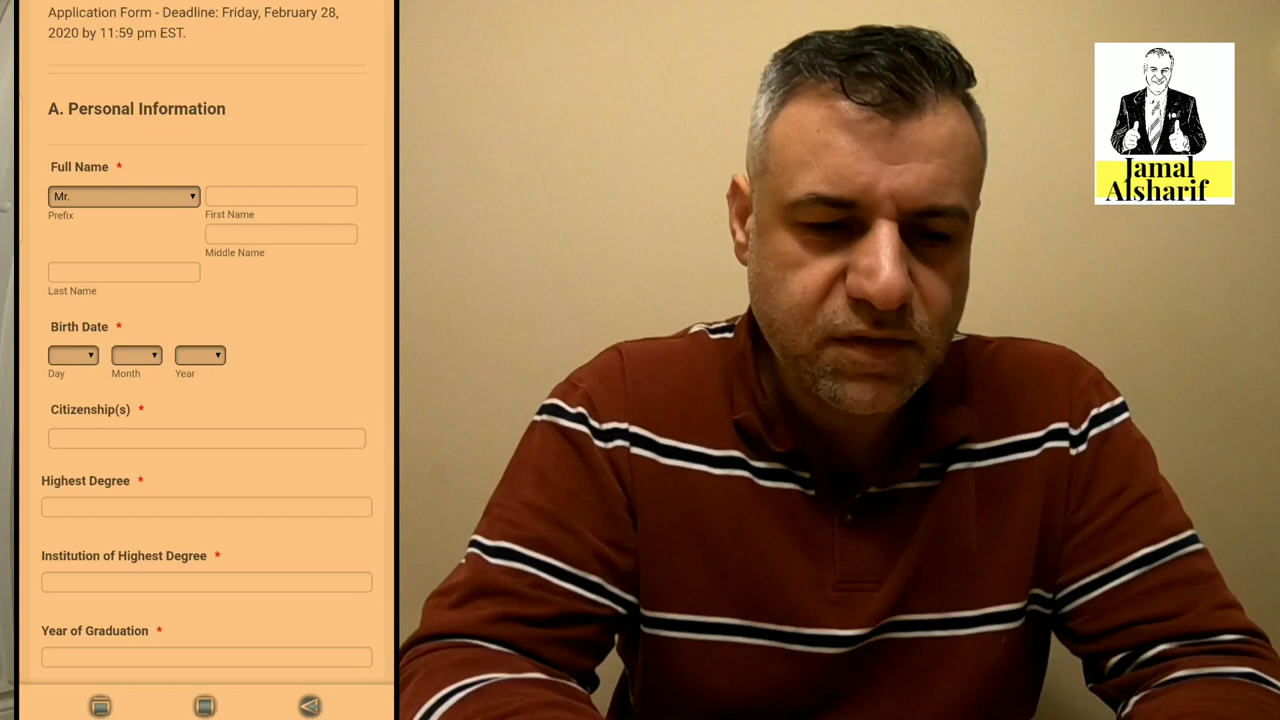 Application Form - Deadline: Friday, February 28,
2020 by 11:59 pm EST.
A. Personal Information
Full Name *
Mr.
Prefix
First Name
Middle Name
Last Name
Birth Date *
Day Month Year
Citizenship(s) *
Highest Degree *
Institution of Highest Degree *
Year of Graduation *
Jamal
Alsharif